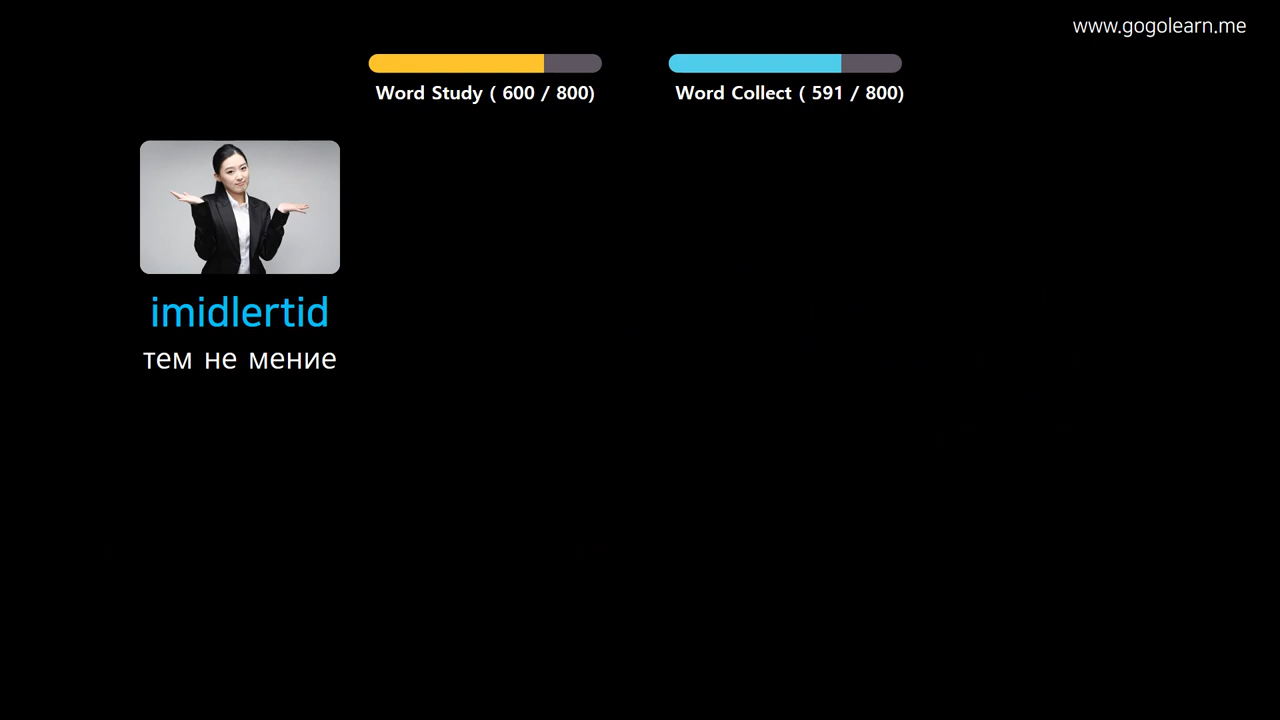 www.gogolearn.me
Word Study ( 600 / 800)
Word Collect ( 591 / 800)
imidlertid
тем не мение